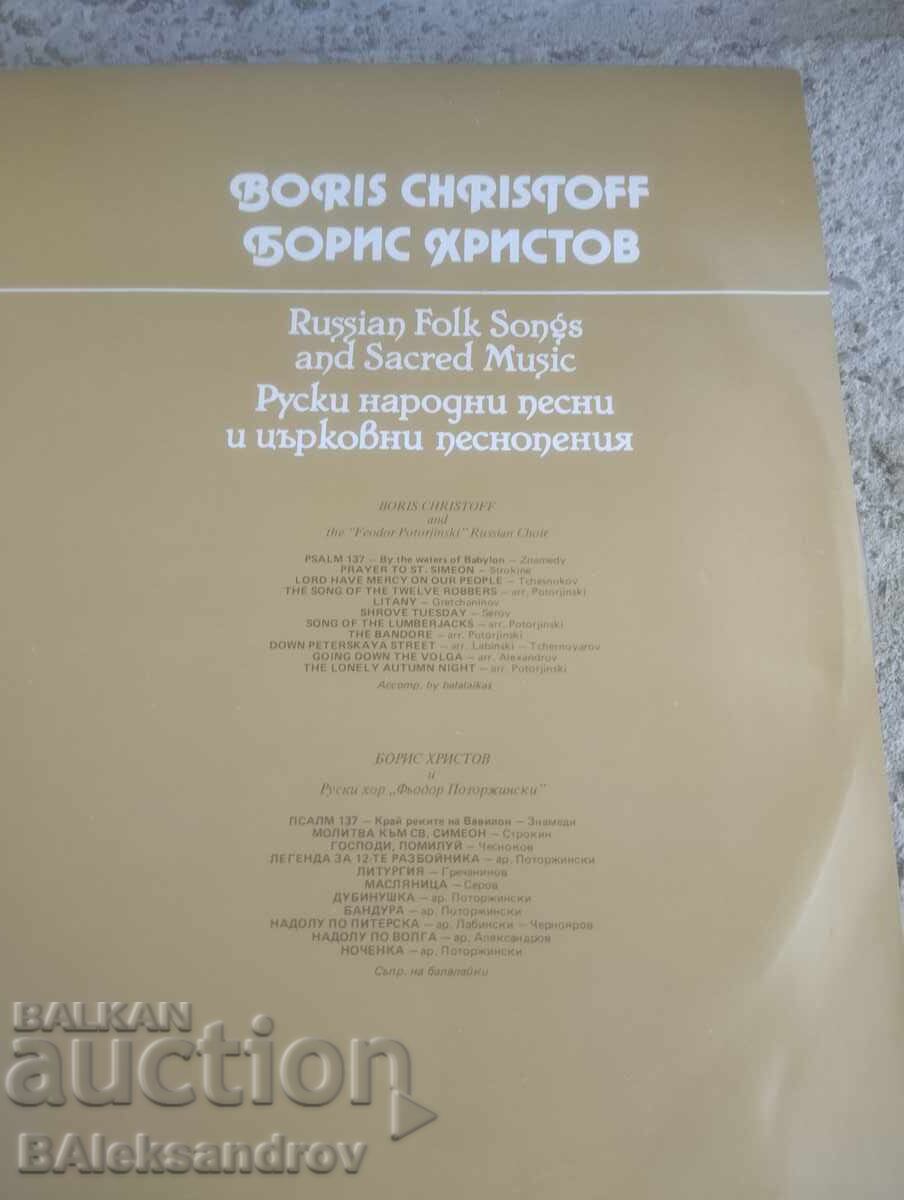 BORIS CHRISTOFF
БОРИС ХРИСТОВ
Russian Folk Songs
and Sacred Music
Руски народни песни
и църковни песнопения
BORIS CHRISTOFF
and
the "Feodor Potorjinski" Russian Choir
PSALM 137 – By the waters of Babylon – Znamedy
PRAYER TO ST. SIMEON – Strokine
LORD HAVE MERCY ON OUR PEOPLE – Tchesnokov
THE SONG OF THE TWELVE ROBBERS – arr. Potorjinski
LITANY – Gretchaninov
SHROVE TUESDAY – Serov
SONG OF THE LUMBERJACKS – arr. Potorjinski
THE BANDORE – arr. Potorjinski
DOWN PETERSKAYA STREET – arr. Labinski – Tchernoyarov
GOING DOWN THE VOLGA – arr. Alexandrov
THE LONELY AUTUMN NIGHT – arr. Potorjinski
Accomp. by balalaikas
БОРИС ХРИСТОВ
и
Руски хор „Фьодор Поторжински"
ПСАЛМ 137 – Край реките на Вавилон – Знамеди
МОЛИТВА КЪМ СВ. СИМЕОН – Строкин
ГОСПОДИ, ПОМИЛУЙ – Чесноков
ЛЕГЕНДА ЗА 12-ТЕ РАЗБОЙНИКА – ар. Поторжински
ЛИТУРГИЯ – Гречанинов
МАСЛЯНИЦА – Серов
ДУБИНУШКА – ар. Поторжински
БАНДУРА – ар. Поторжински
НАДОЛУ ПО ПИТЕРСКА – ар. Лабински – Чернояров
НАДОЛУ ПО ВОЛГА – ар. Александров
НОЧЕНКА – ар. Поторжински
Съпр. на балалайки
BALKAN
auction
BAleksandrov